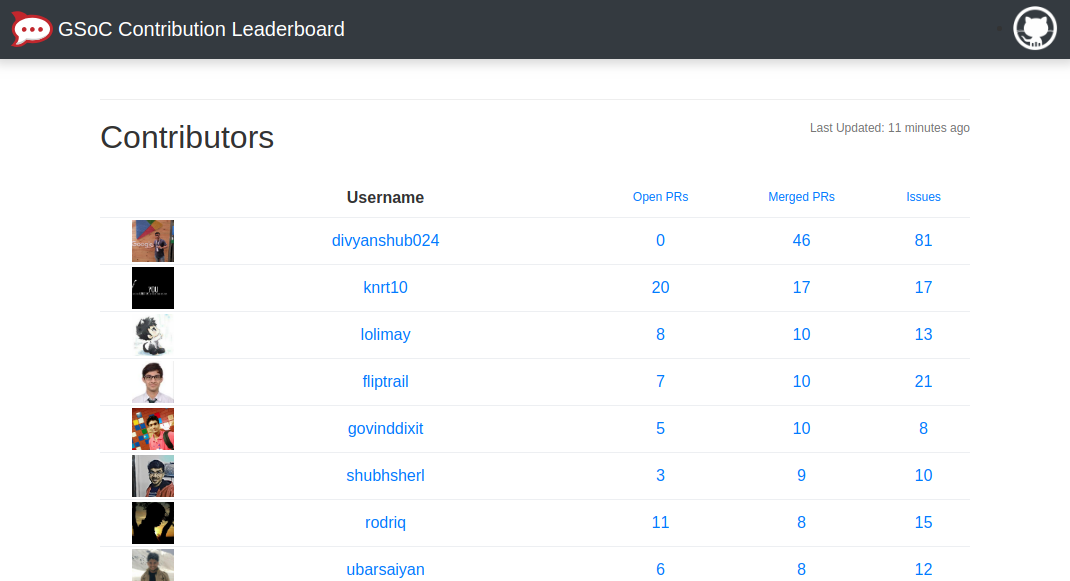 GSoC Contribution Leaderboard
Contributors
Last Updated: 11 minutes ago
Username Open PRs Merged PRs Issues
divyanshub024 0 46 81
YOU
knrt10 20 17 17
lolimay 8 10 13
fliptrail 7 10 21
govinddixit 5 10 8
shubhsherl 3 9 10
rodriq 11 8 15
ubarsaiyan 6 8 12